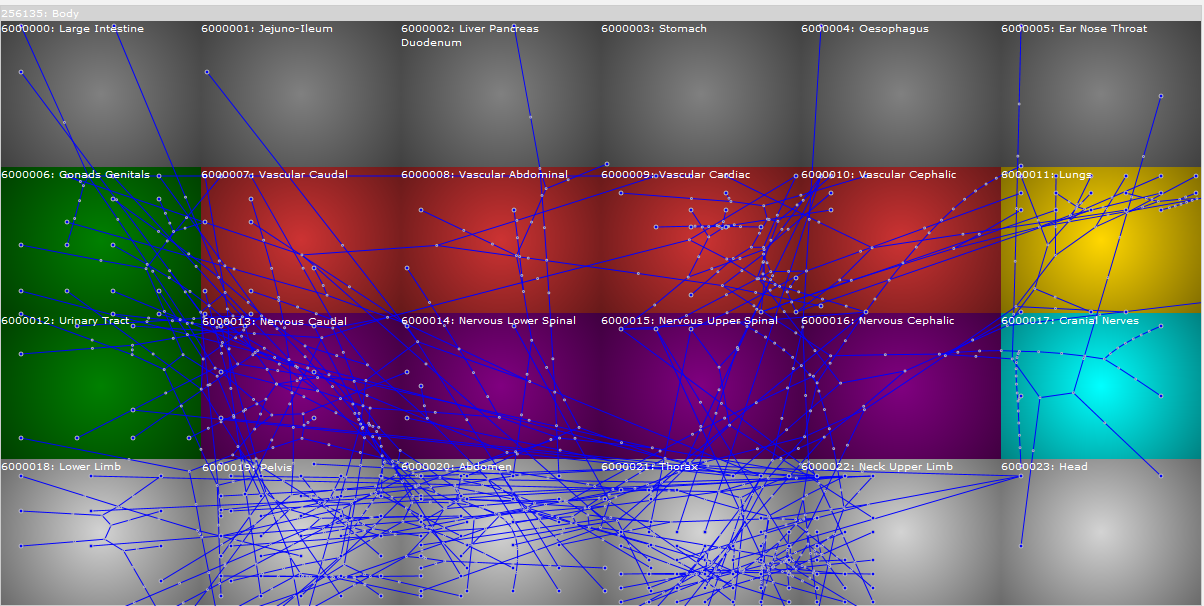 256135: Body
6000000: Large Intestine
6000001: Jejuno-Ileum
6000002: Liver Pancreas
Duodenum
6000003: Stomach
6000004: Oesophagus
6000005: Ear Nose Throat
6000006: Gonads Genitals
6000007: Vascular Caudal
6000008: Vascular Abdominal
6000009: Vascular Cardiac
6000010: Vascular Cephalic
6000011: Lungs
6000012: Urinary Tract
6000013: Nervous Caudal
6000014: Nervous Lower Spinal
6000015: Nervous Upper Spinal
6000016: Nervous Cephalic
6000017: Cranial Nerves
6000018: Lower Limb
6000019: Pelvis
6000020: Abdomen
6000021: Thorax
6000022: Neck Upper Limb
6000023: Head